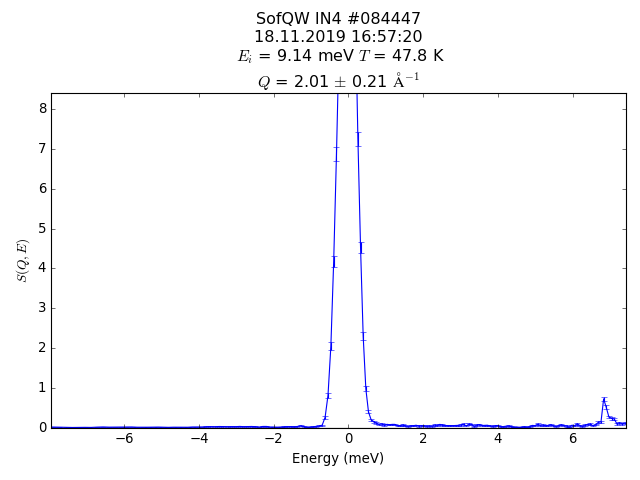 SofQW IN4 #084447
18.11.2019 16:57:20
E_i = 9.14 meV T = 47.8 K
Q = 2.01 ± 0.21 Å⁻¹
8
7
6
5
4
3
2
1
0
S(Q, E)
−6 −4 −2 0 2 4 6
Energy (meV)